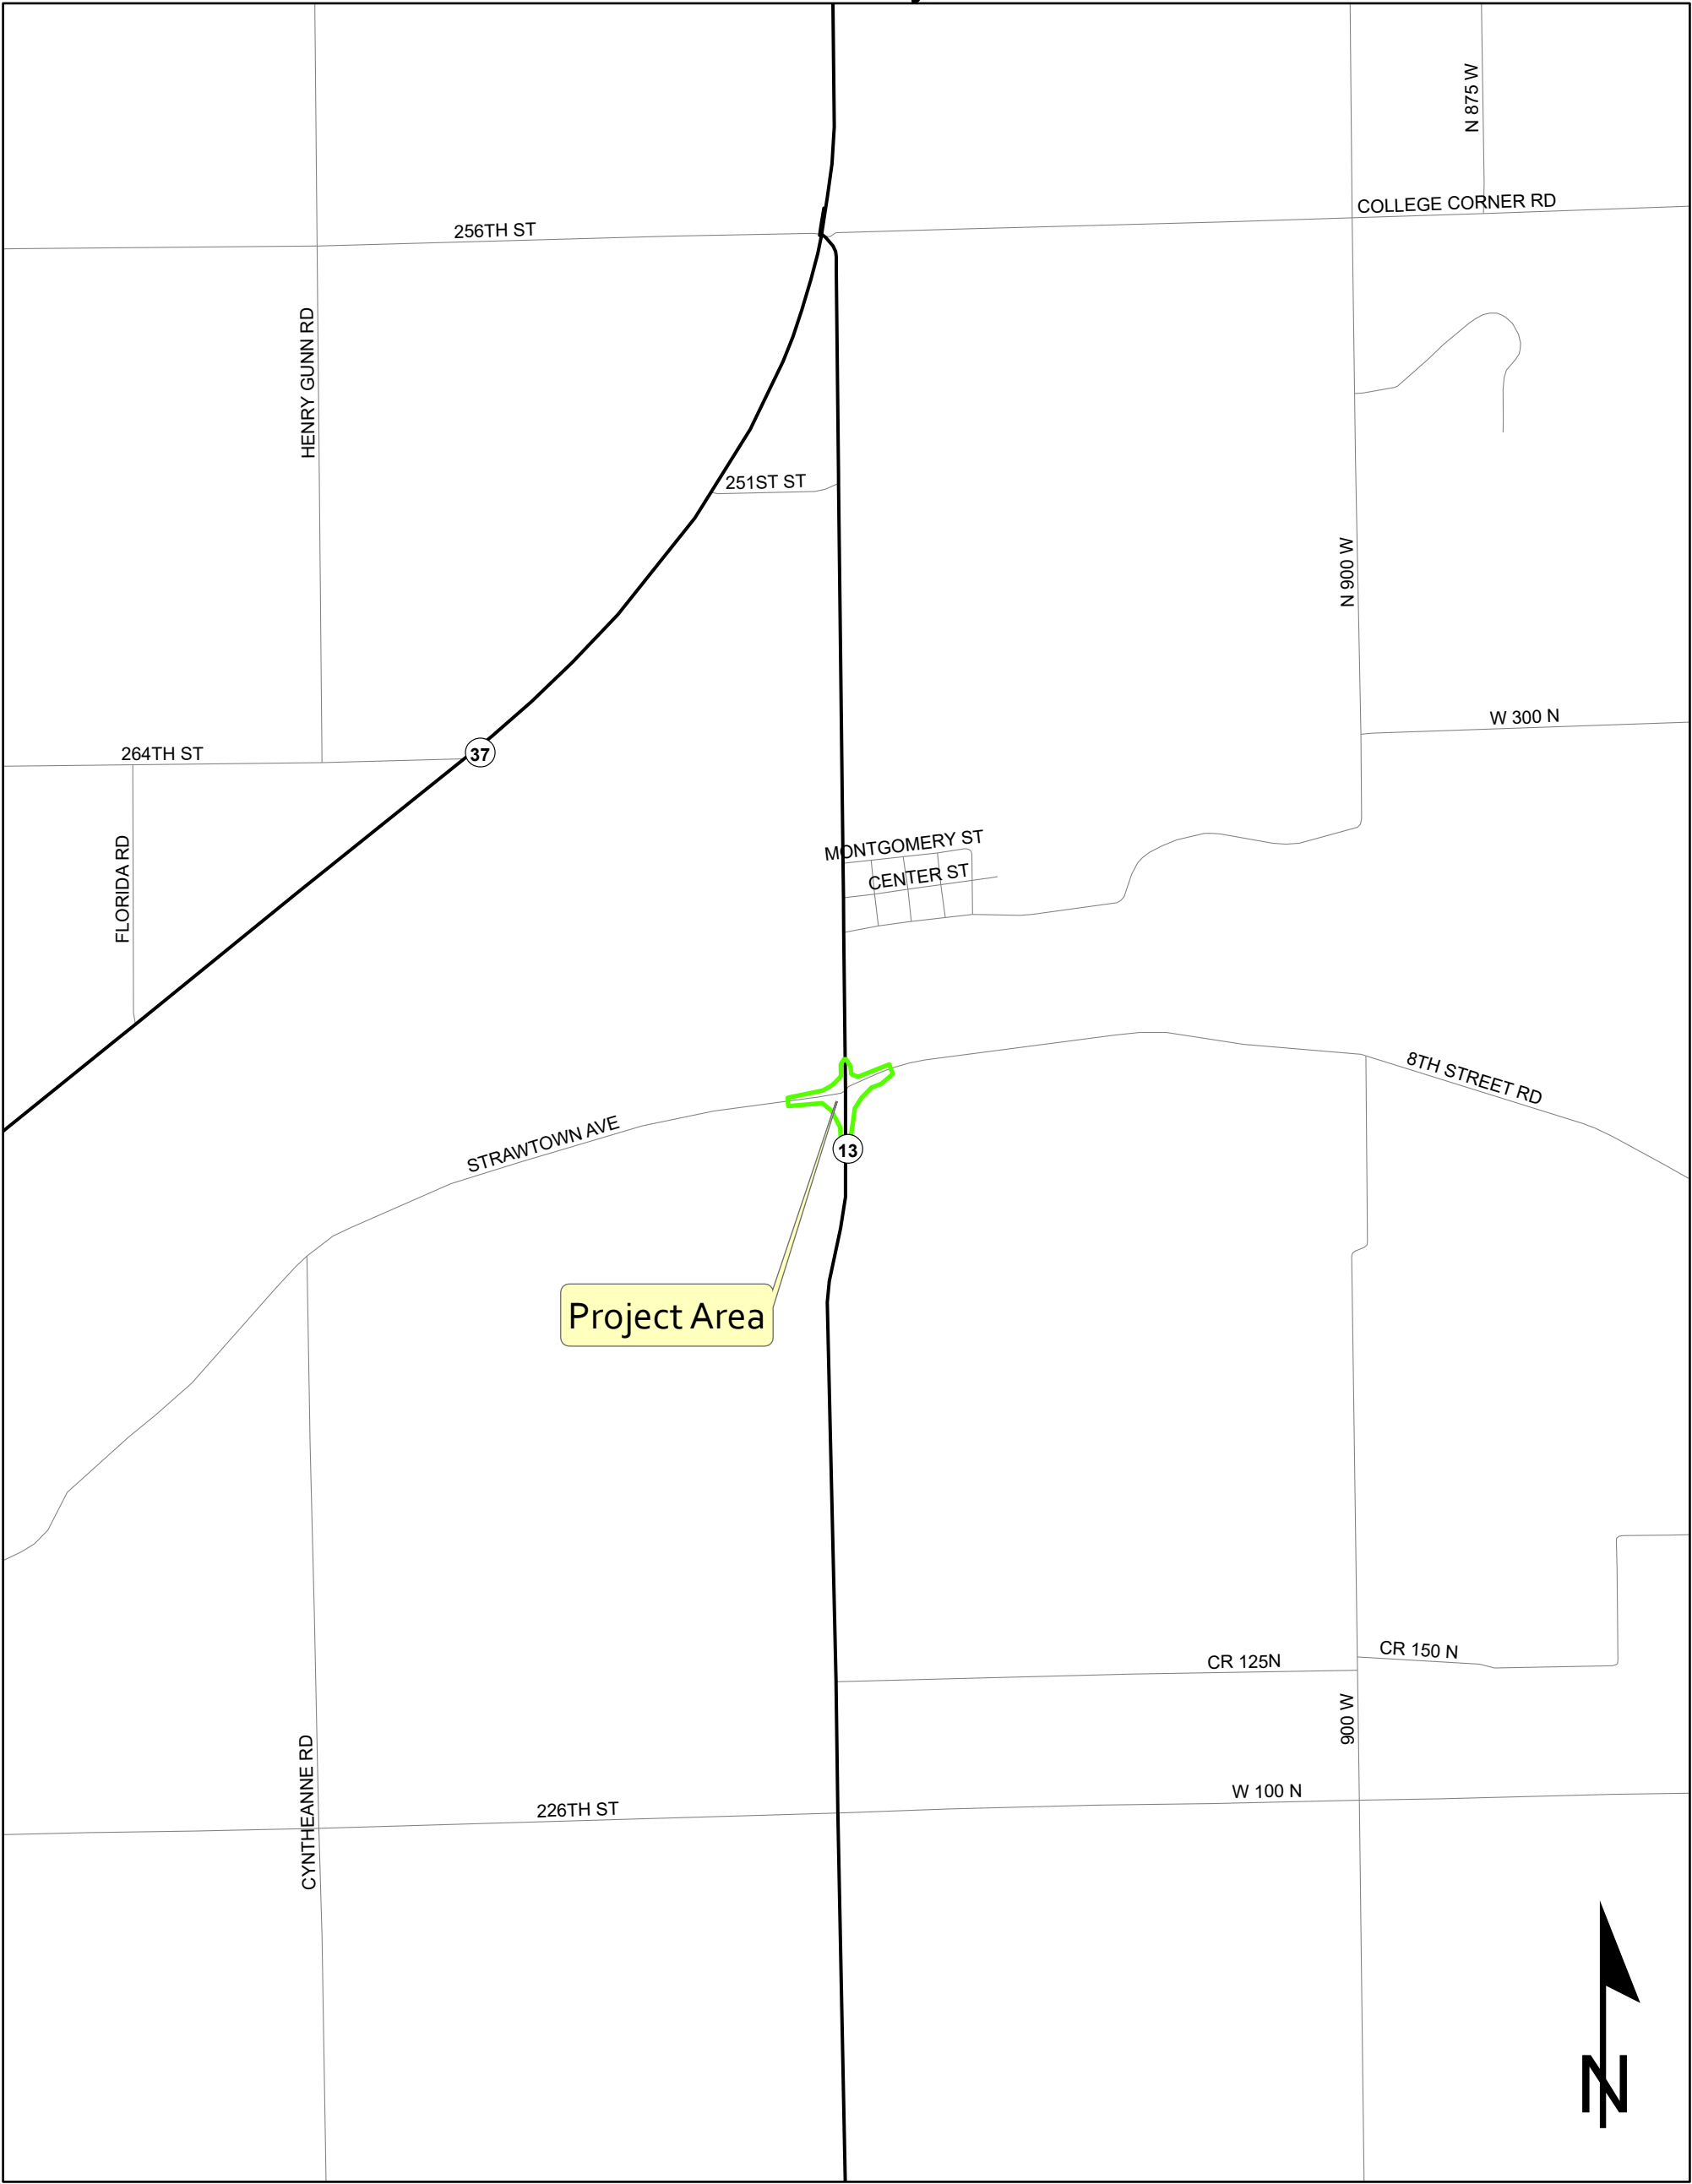 N 875 W
COLLEGE CORNER RD
256TH ST
HENRY GUNN RD
251ST ST
N 900 W
W 300 N
264TH ST
37
MONTGOMERY ST
CENTER ST
FLORIDA RD
8TH STREET RD
STRAWTOWN AVE
13
Project Area
CR 150 N
CR 125N
900 W
CYNTHEANNE RD
W 100 N
226TH ST
N